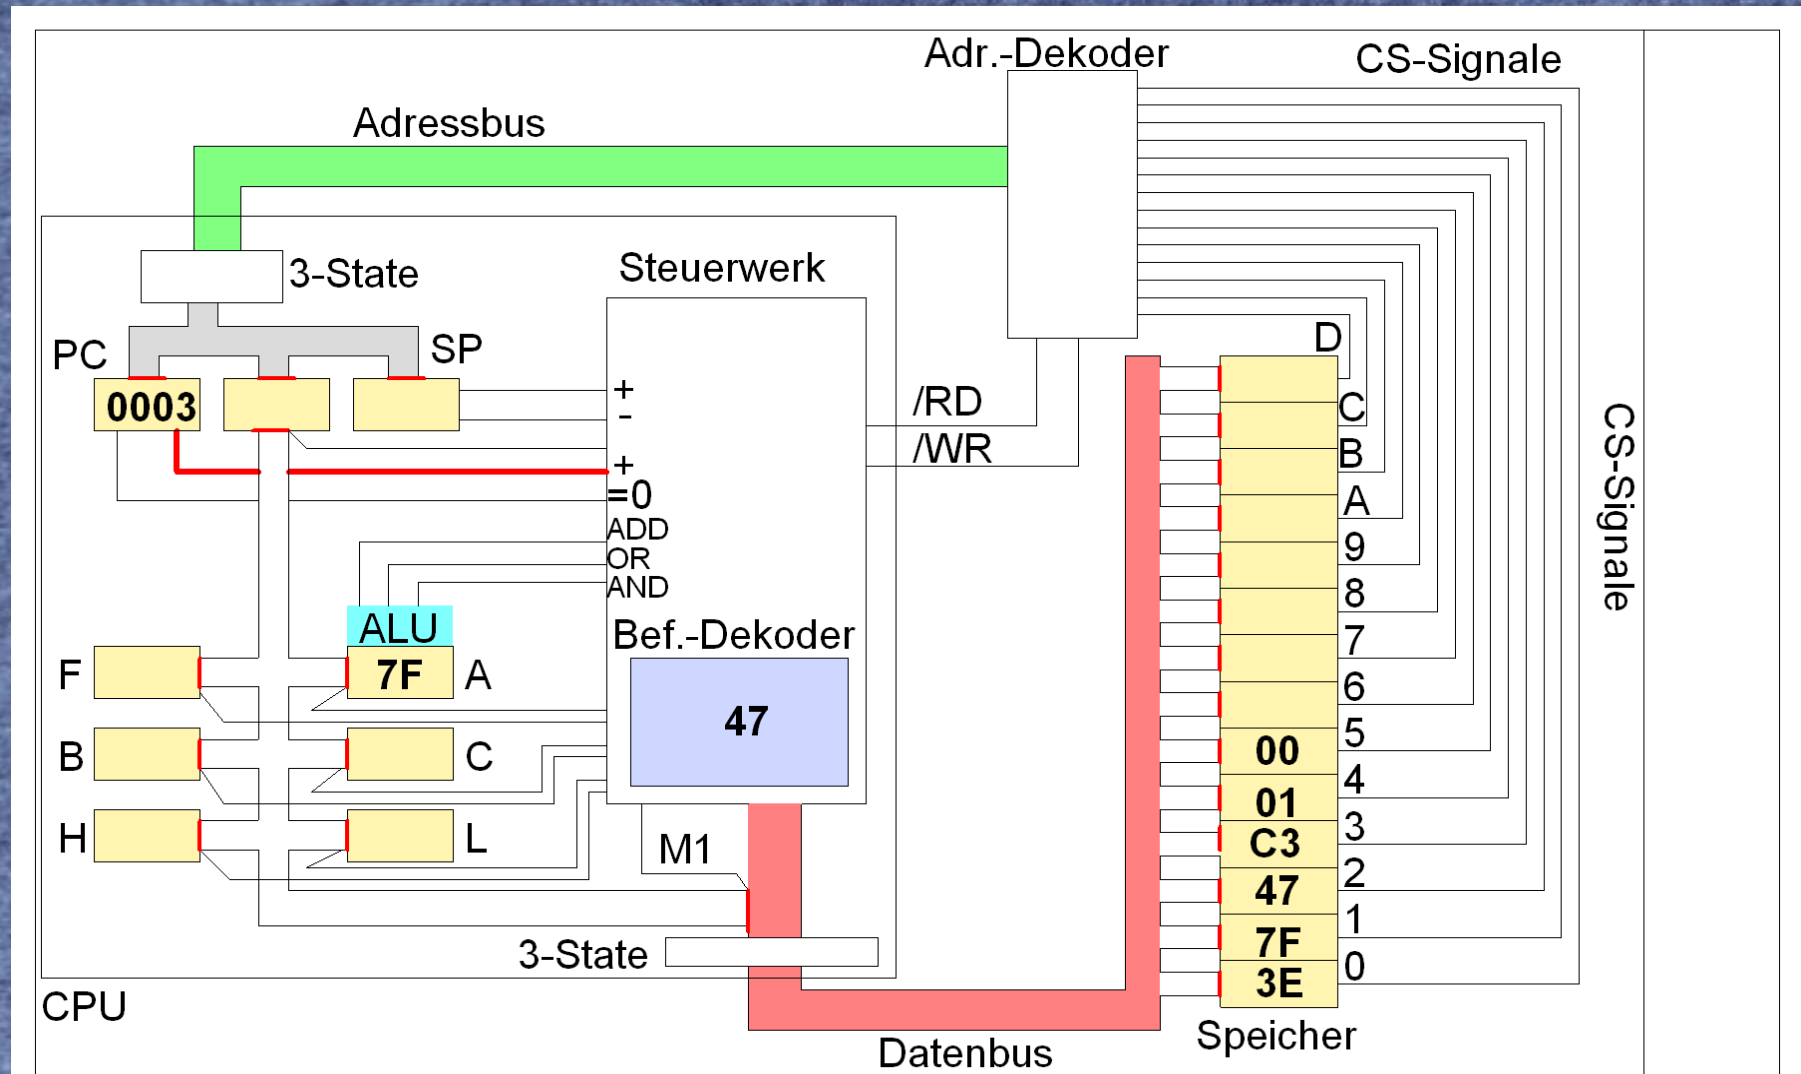 Adr.-Dekoder
CS-Signale
Adressbus
3-State
Steuerwerk
PC
SP
0003
+
-
+
=0
ADD
OR
AND
/RD
/WR
ALU
Bef.-Dekoder
F
7F
A
47
B
C
H
L
M1
3-State
CPU
Datenbus
D
C
B
A
9
8
7
6
5
00
4
01
3
C3
2
47
1
7F
0
3E
Speicher
CS-Signale